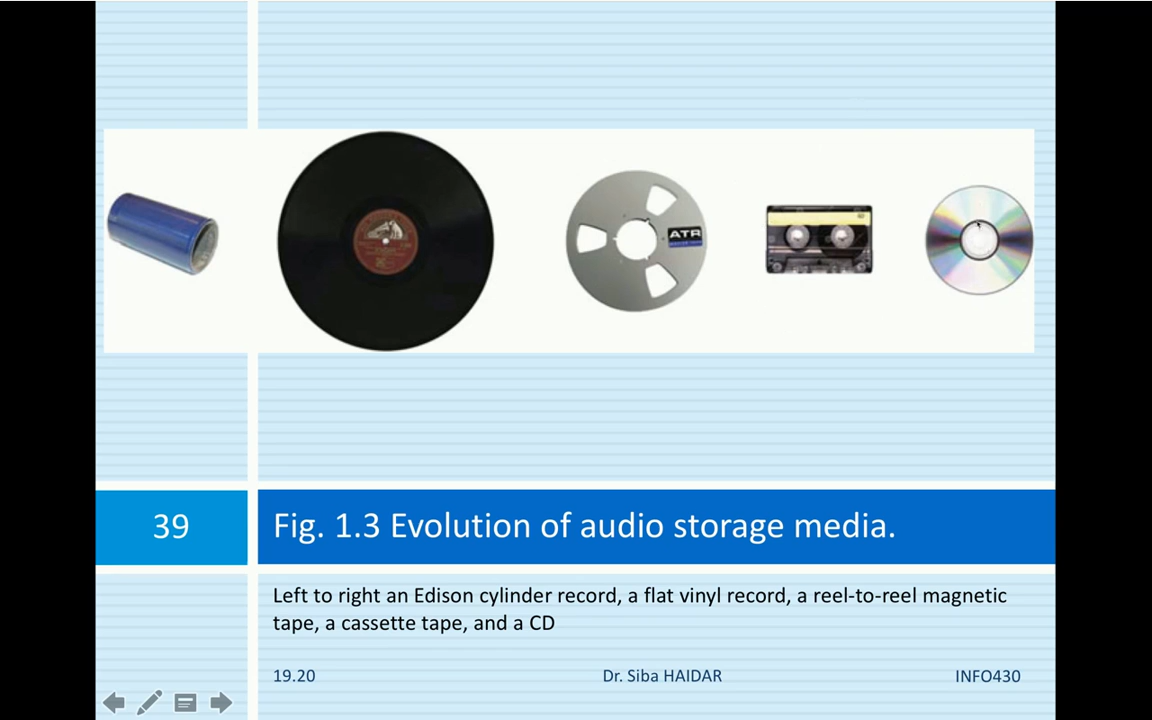 ATR
39
Fig. 1.3 Evolution of audio storage media.
Left to right an Edison cylinder record, a flat vinyl record, a reel-to-reel magnetic
tape, a cassette tape, and a CD
19.20
Dr. Siba HAIDAR
INFO430